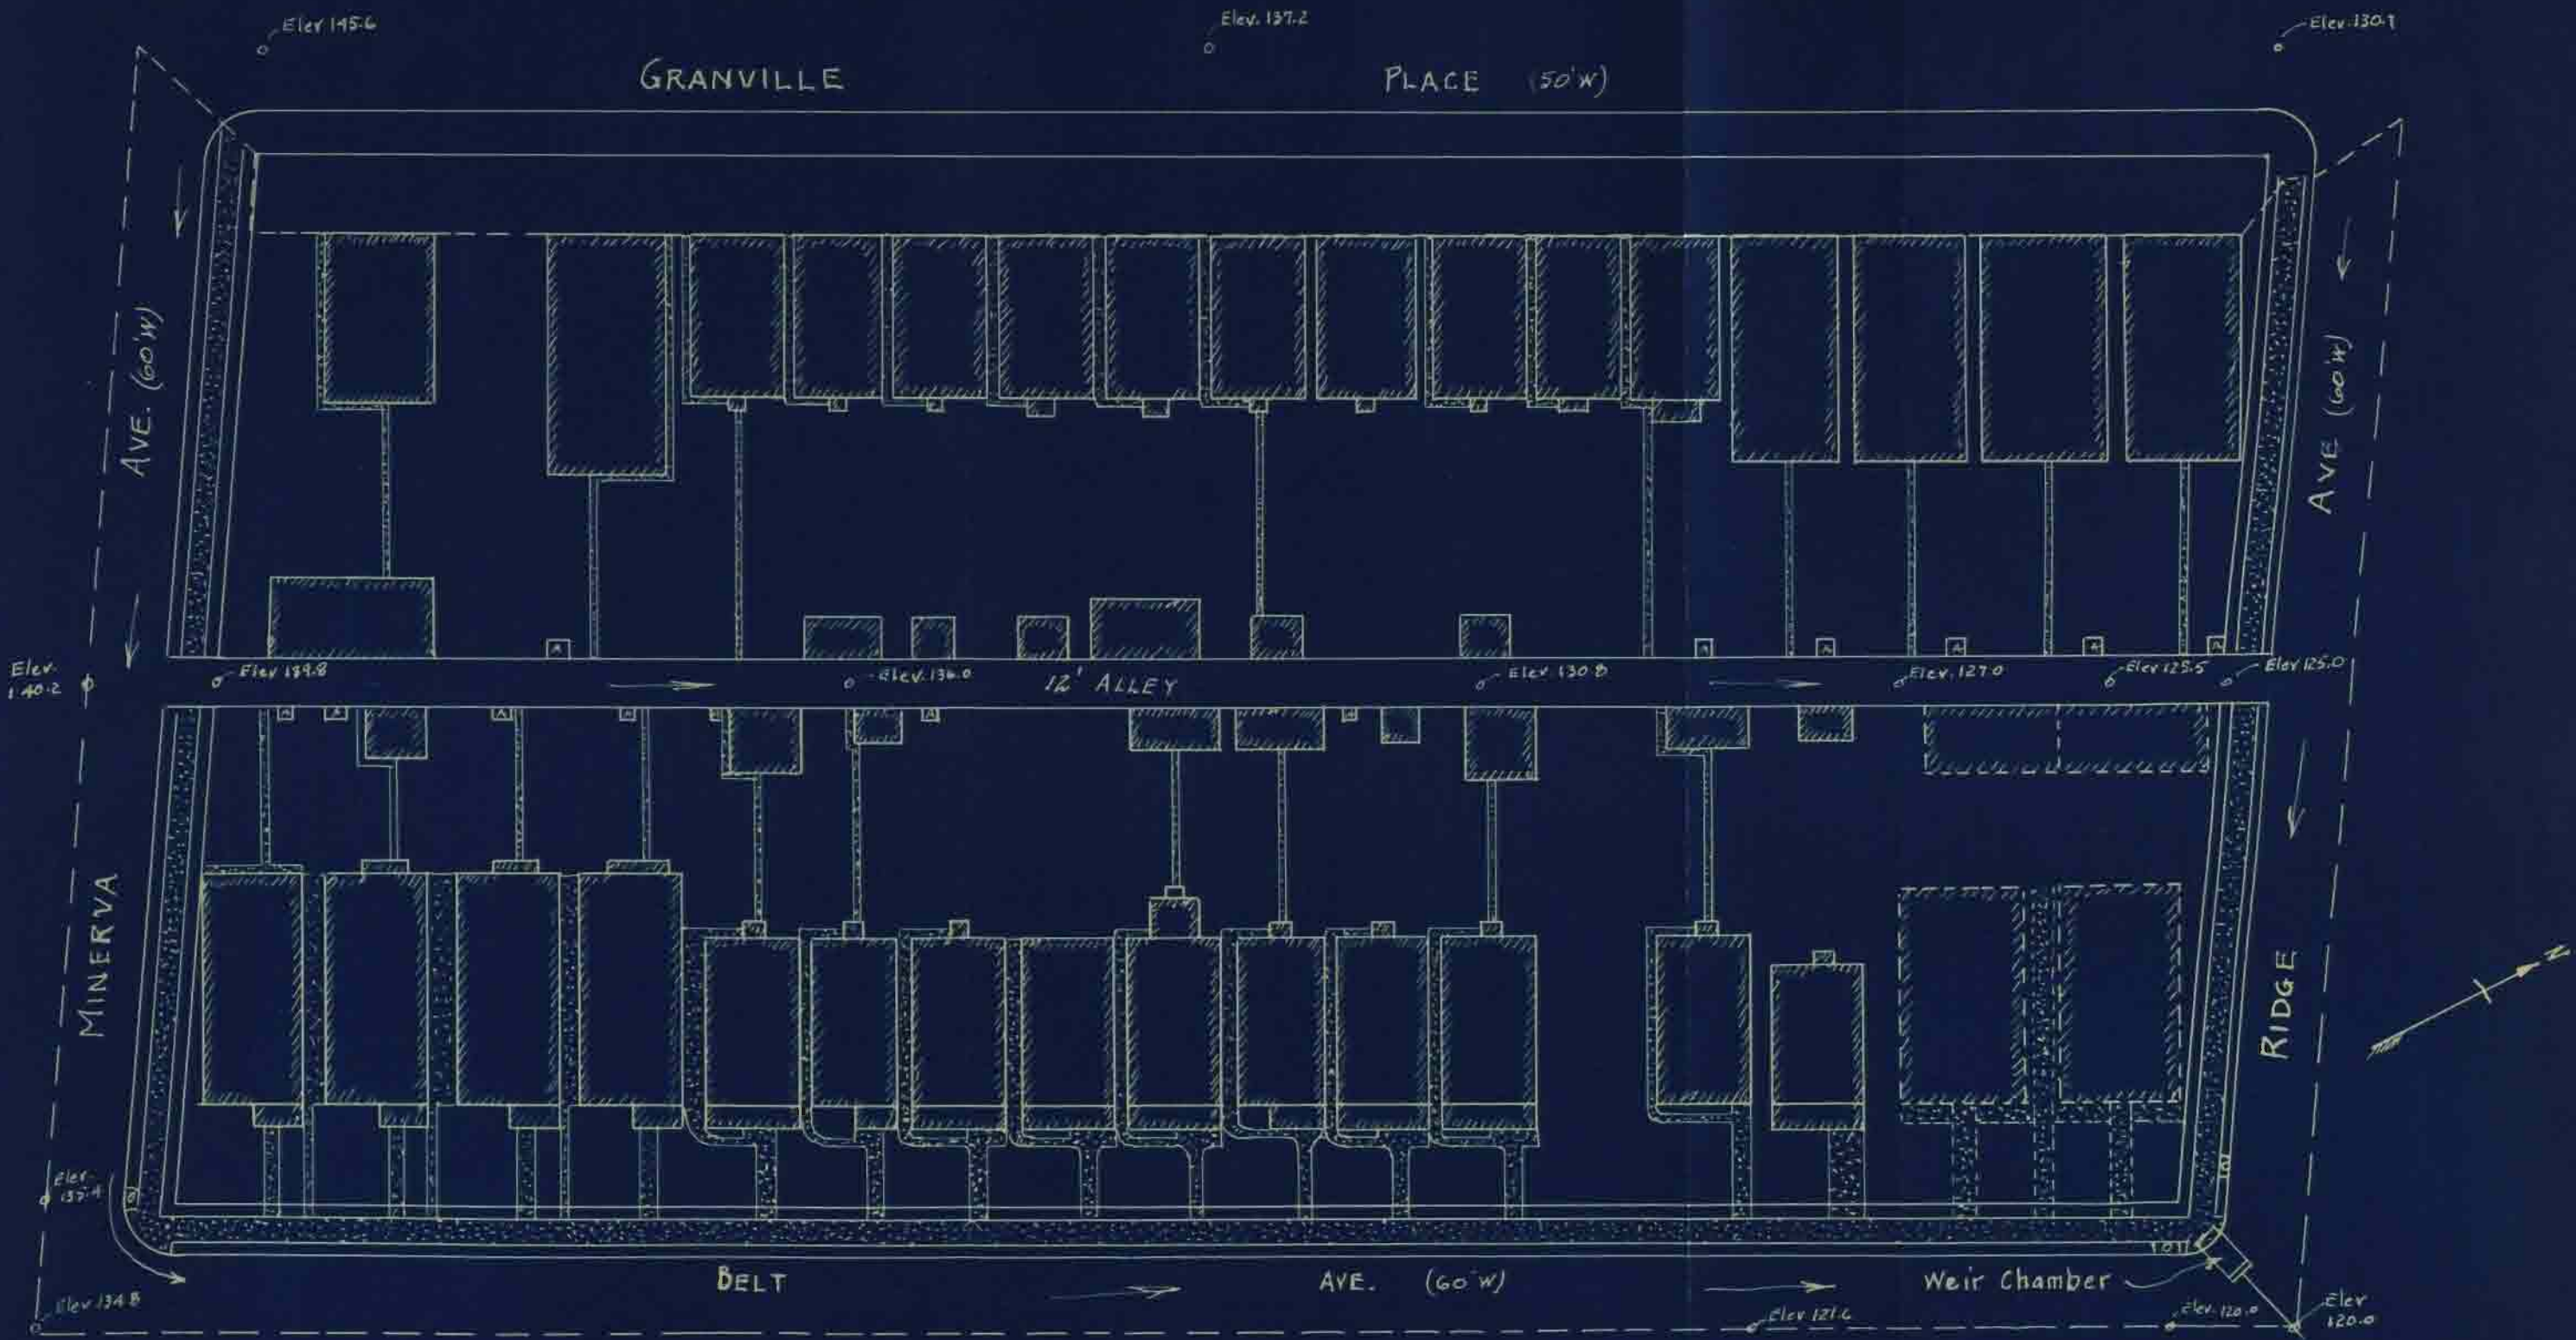 Elev 145.6
Elev. 137.2
Elev. 130.1
GRANVILLE PLACE (50'W)
AVE. (60'W)
AVE (60'W)
A
Elev. 140.2
Elev 139.8
Elev. 136.0
12' ALLEY
Elev 130.8
A
A
A
A
A
Elev. 127.0
Elev 125.5
Elev 125.0
A
A
A
A
A
A
MINERVA
RIDGE
N
Elev. 137.4
BELT AVE. (60'W)
Weir Chamber
Elev 134.8
Elev 121.6
Elev. 120.0
Elev 120.0